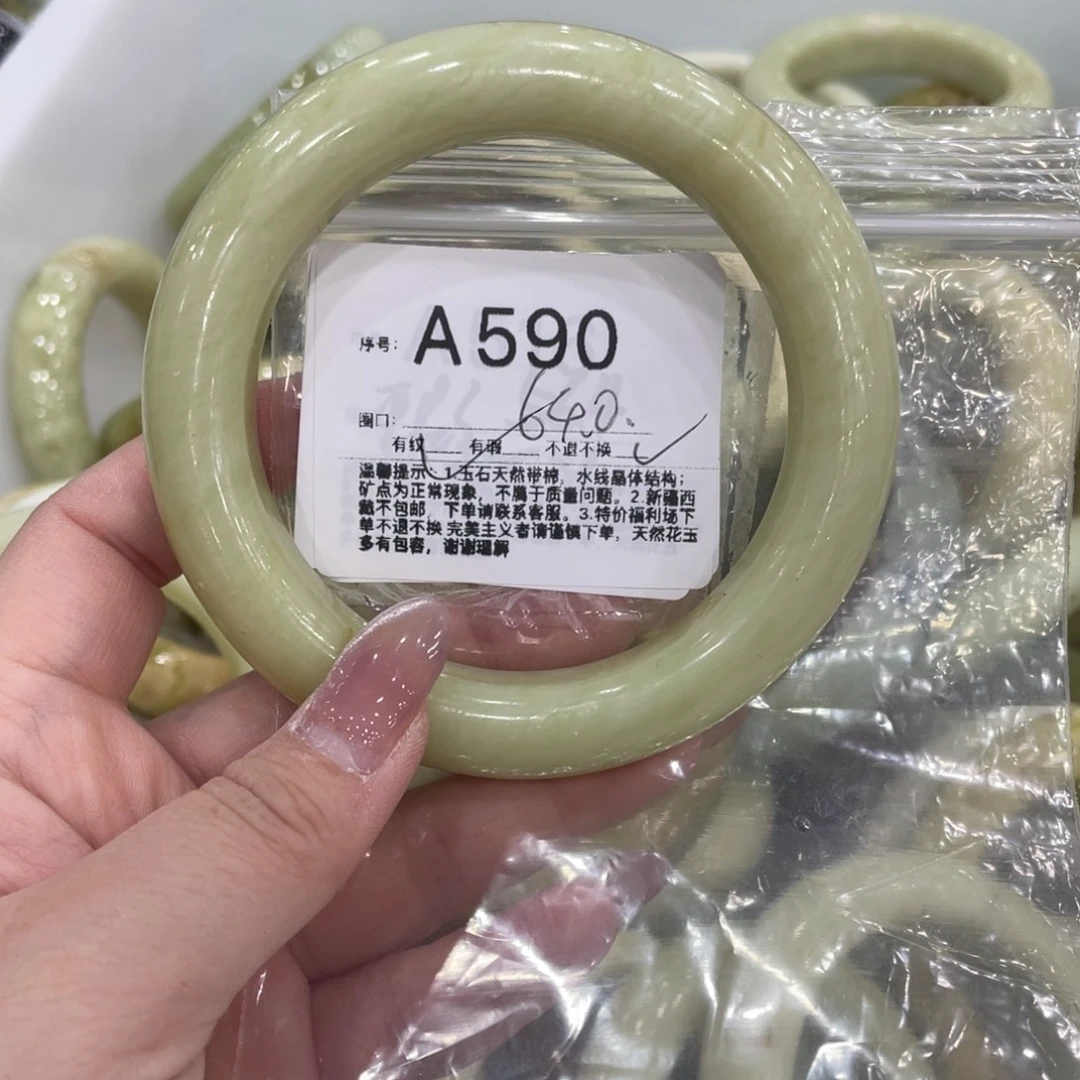 序号: A590
圈口: 64.0.
有纹 ✓ 有瑕 不退不换 ✓
温馨提示: 1.玉石天然带棉, 水线晶体结构;
矿点为正常现象, 不属于质量问题。2.新疆西
藏不包邮, 下单请联系客服。3.特价福利场下
单不退不换 完美主义者请谨慎下单, 天然花玉
多有包容, 谢谢理解